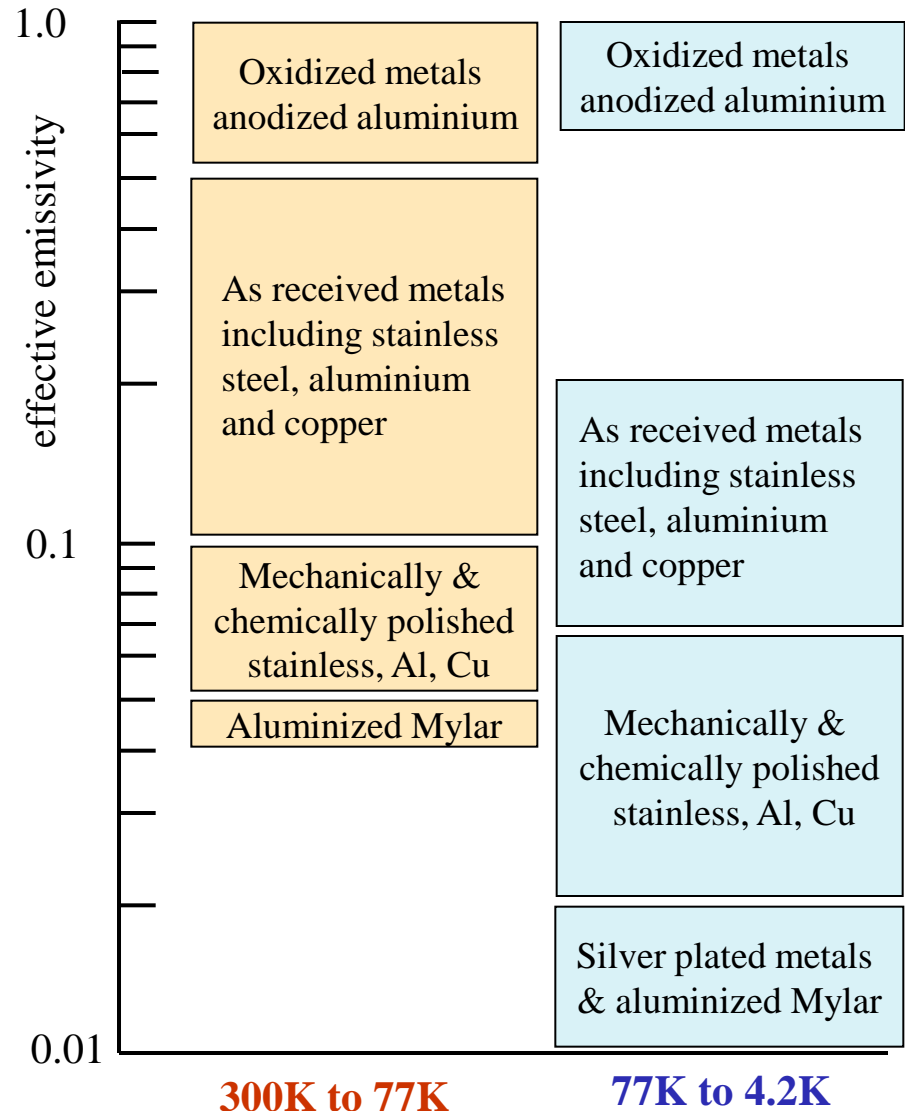 1.0
effective emissivity
0.1
0.01
Oxidized metals
anodized aluminium
As received metals
including stainless
steel, aluminium
and copper
Mechanically &
chemically polished
stainless, Al, Cu
Aluminized Mylar
300K to 77K
Oxidized metals
anodized aluminium
As received metals
including stainless
steel, aluminium
and copper
Mechanically &
chemically polished
stainless, Al, Cu
Silver plated metals
& aluminized Mylar
77K to 4.2K